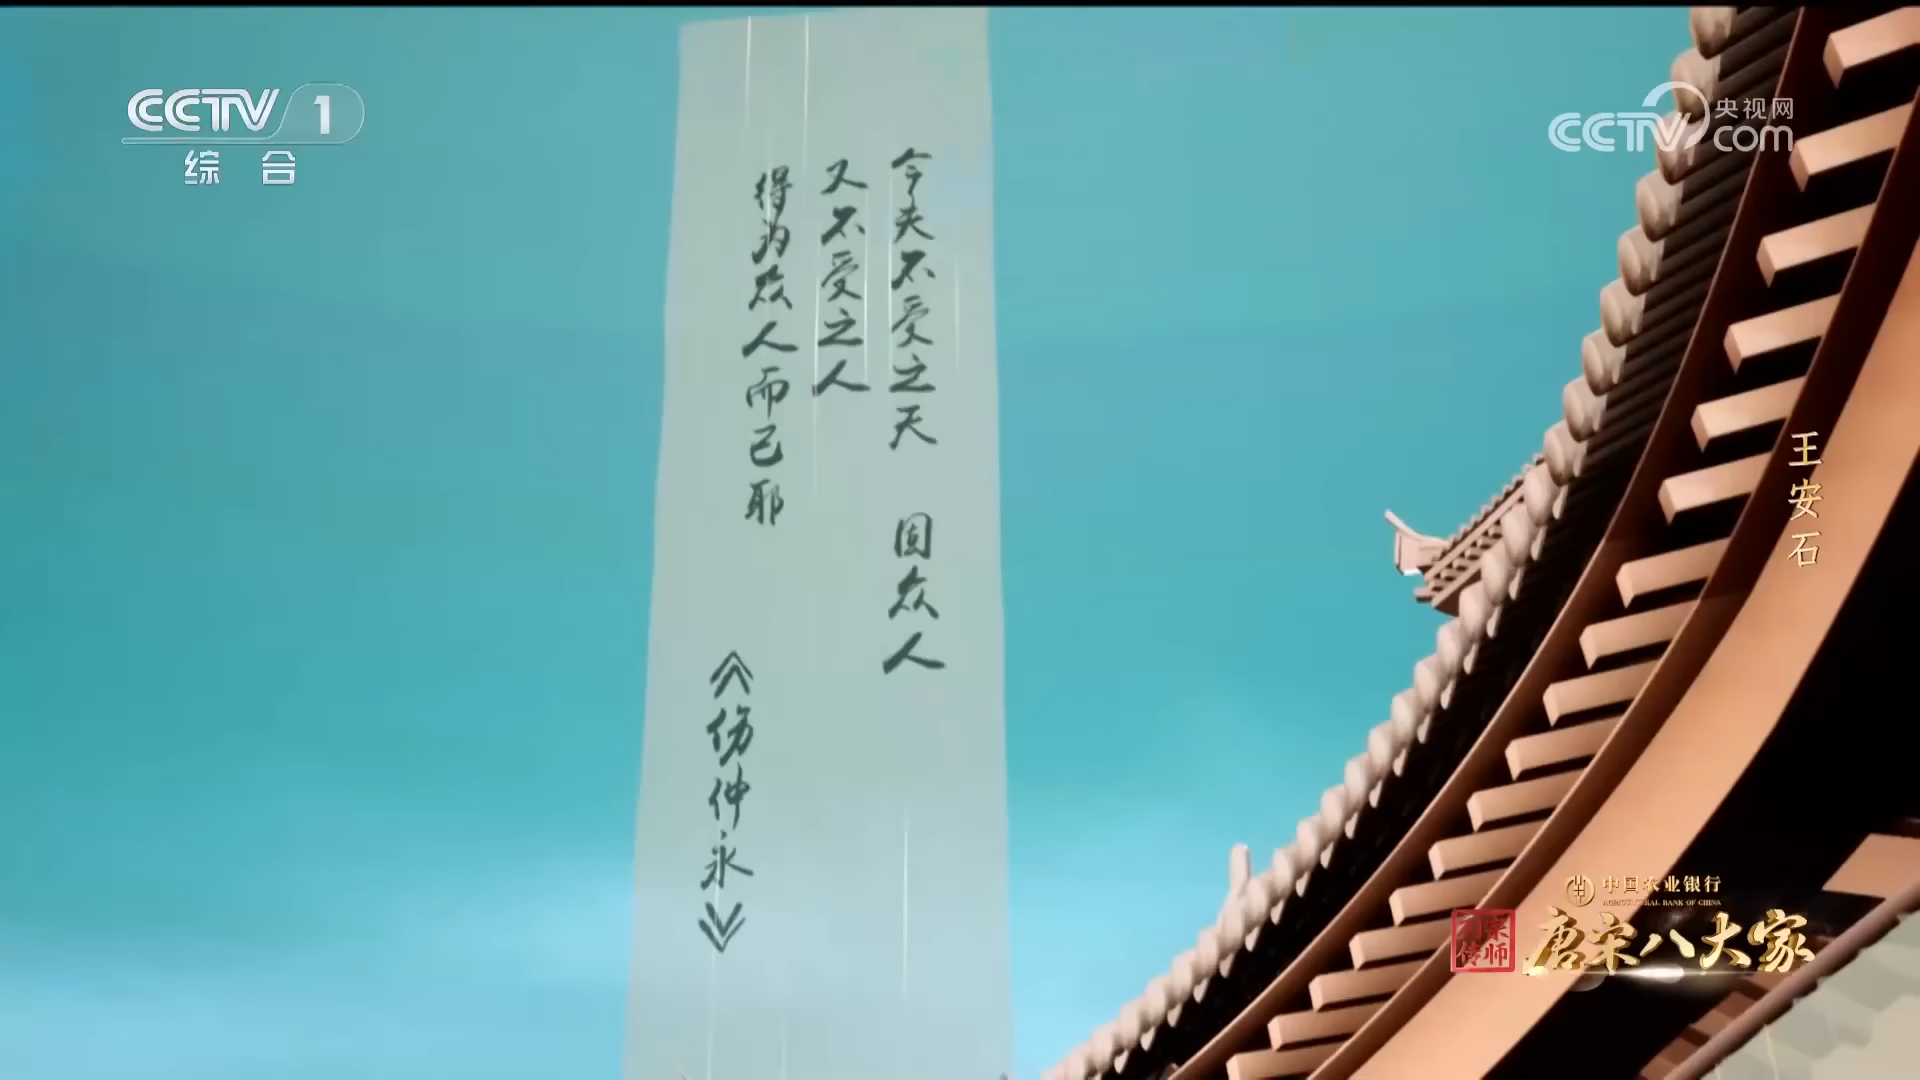 CCTV 1
综合
央视网
CCTV.com
今夫不受之天 固众人
又不受之人
得为众人而已耶
《伤仲永》
王安石
中国农业银行
AGRICULTURAL BANK OF CHINA
宗师列传
唐宋八大家